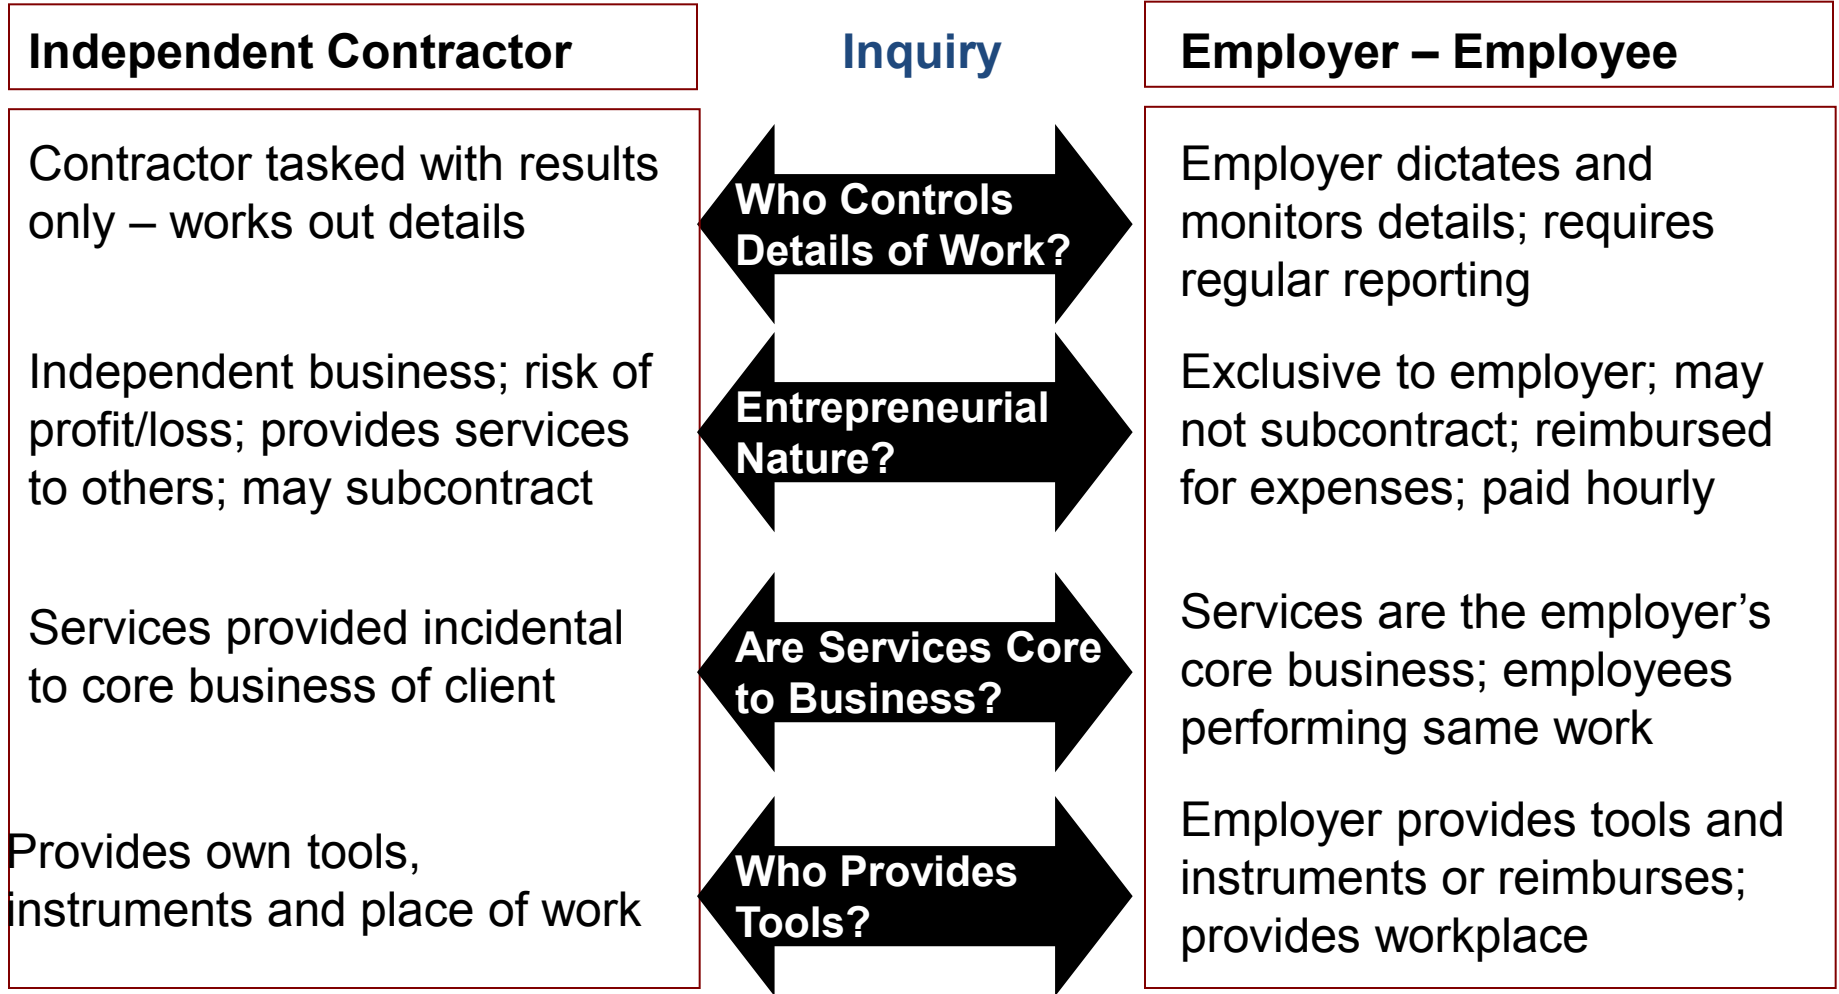 Independent Contractor
Inquiry
Employer – Employee
Contractor tasked with results
only – works out details
Who Controls
Details of Work?
Employer dictates and
monitors details; requires
regular reporting
Independent business; risk of
profit/loss; provides services
to others; may subcontract
Entrepreneurial
Nature?
Exclusive to employer; may
not subcontract; reimbursed
for expenses; paid hourly
Services provided incidental
to core business of client
Are Services Core
to Business?
Services are the employer’s
core business; employees
performing same work
Provides own tools,
instruments and place of work
Who Provides
Tools?
Employer provides tools and
instruments or reimburses;
provides workplace